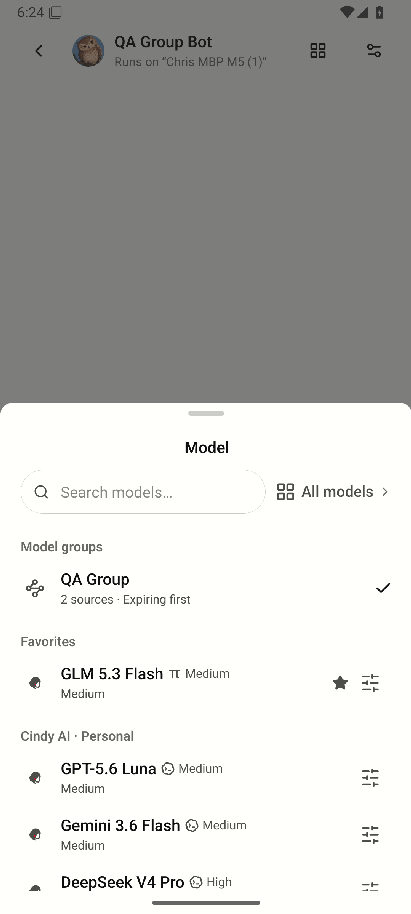 6:24
QA Group Bot
Runs on “Chris MBP M5 (1)”
Model
Search models…
All models
Model groups
QA Group
2 sources · Expiring first
Favorites
GLM 5.3 Flash Medium
Medium
Cindy AI · Personal
GPT-5.6 Luna Medium
Medium
Gemini 3.6 Flash Medium
Medium
DeepSeek V4 Pro High